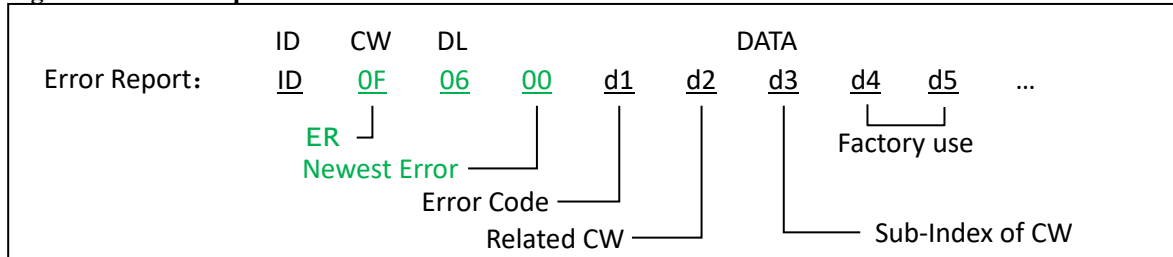 ID CW DL DATA
Error Report： ID 0F 06 00 d1 d2 d3 d4 d5 …
ER
Factory use
Newest Error
Error Code
Related CW
Sub-Index of CW